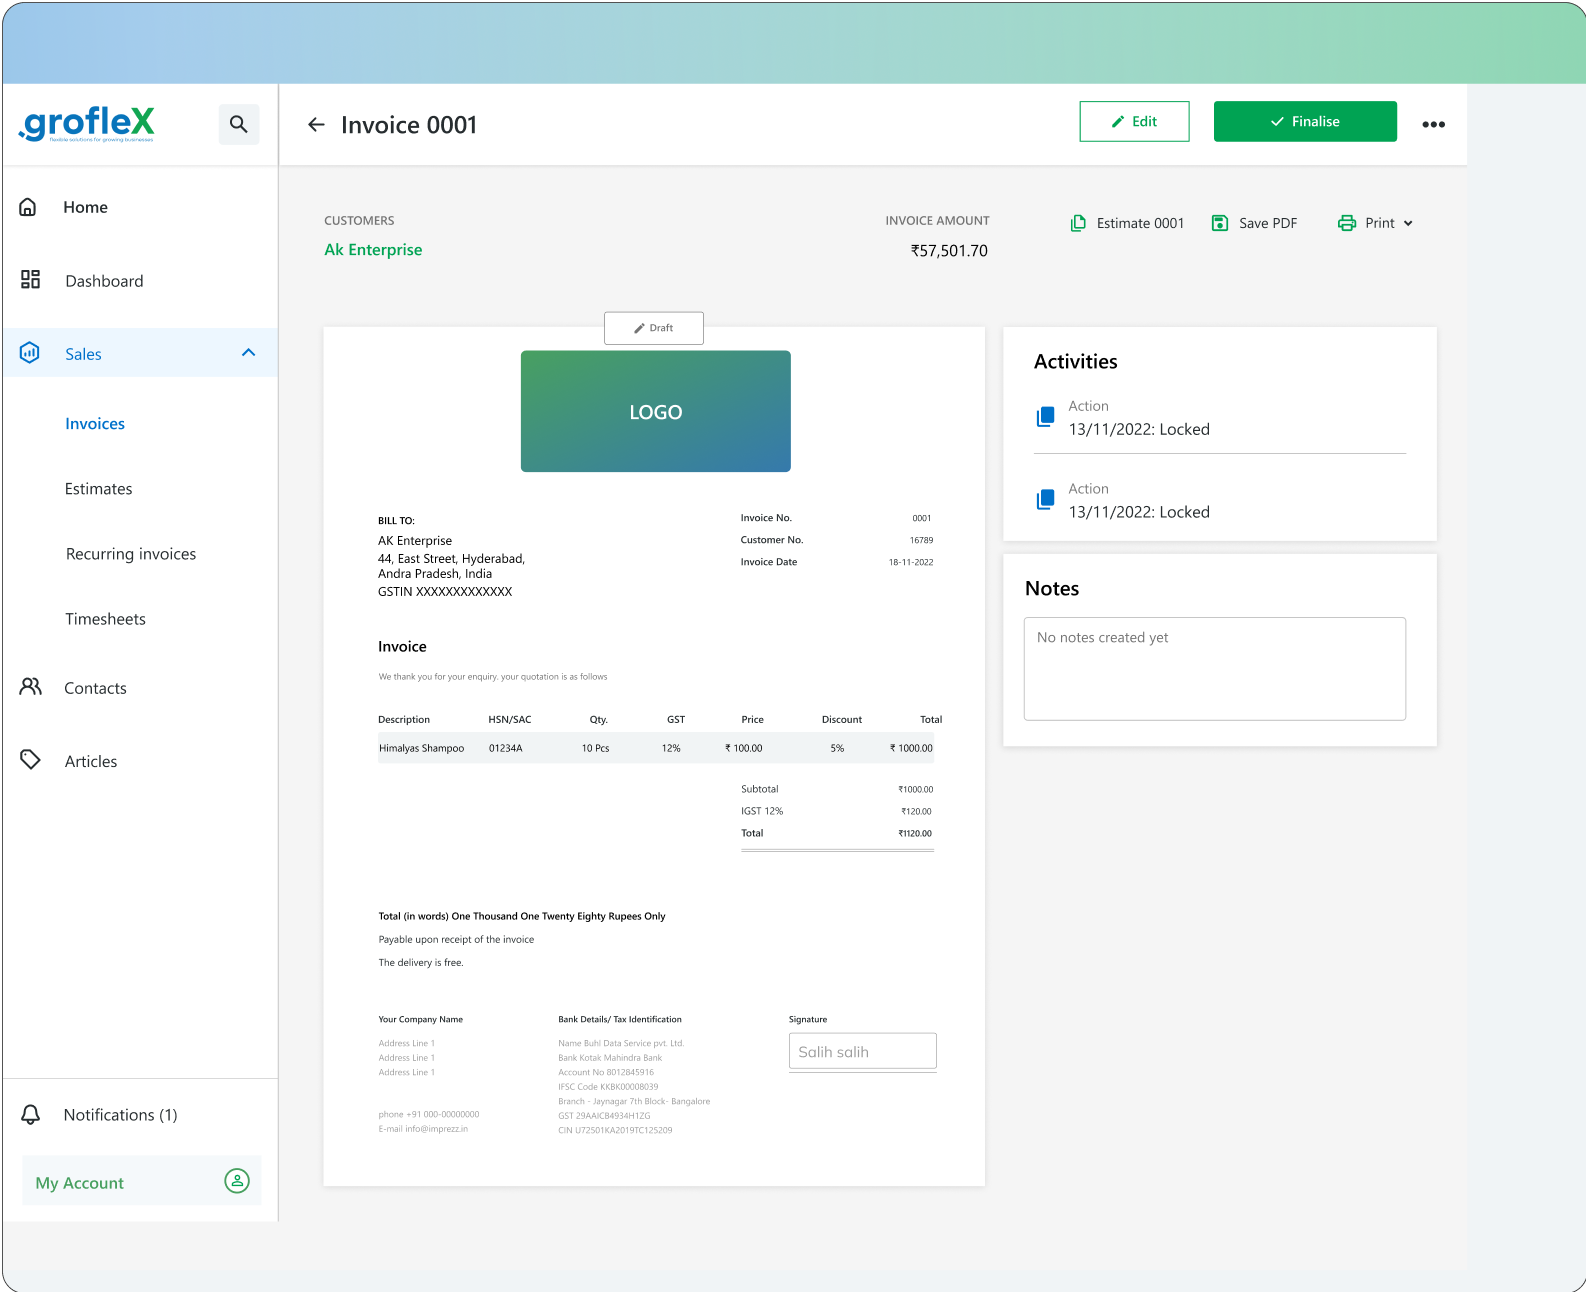 .grofleX
flexible solutions for growing businesses
Invoice 0001
Edit
Finalise
Home
Dashboard
Sales
Invoices
Estimates
Recurring invoices
Timesheets
Contacts
Articles
Notifications (1)
My Account
CUSTOMERS
Ak Enterprise
INVOICE AMOUNT
₹57,501.70
Estimate 0001
Save PDF
Print
Draft
LOGO
BILL TO:
AK Enterprise
44, East Street, Hyderabad,
Andra Pradesh, India
GSTIN XXXXXXXXXXXXX
Invoice No. 0001
Customer No. 16789
Invoice Date 18-11-2022
Invoice
We thank you for your enquiry. your quotation is as follows
Description HSN/SAC Qty. GST Price Discount Total
Himalyas Shampoo 01234A 10 Pcs 12% ₹ 100.00 5% ₹ 1000.00
Subtotal ₹1000.00
IGST 12% ₹120.00
Total ₹1120.00
Total (in words) One Thousand One Twenty Eighty Rupees Only
Payable upon receipt of the invoice
The delivery is free.
Your Company Name
Address Line 1
Address Line 1
Address Line 1
phone +91 000-00000000
E-mail info@imprezz.in
Bank Details/ Tax Identification
Name Buhl Data Service pvt. Ltd.
Bank Kotak Mahindra Bank
Account No 8012845916
IFSC Code KKBK00008039
Branch - Jaynagar 7th Block- Bangalore
GST 29AAICB4934H1ZG
CIN U72501KA2019TC125209
Signature
Salih salih
Activities
Action
13/11/2022: Locked
Action
13/11/2022: Locked
Notes
No notes created yet